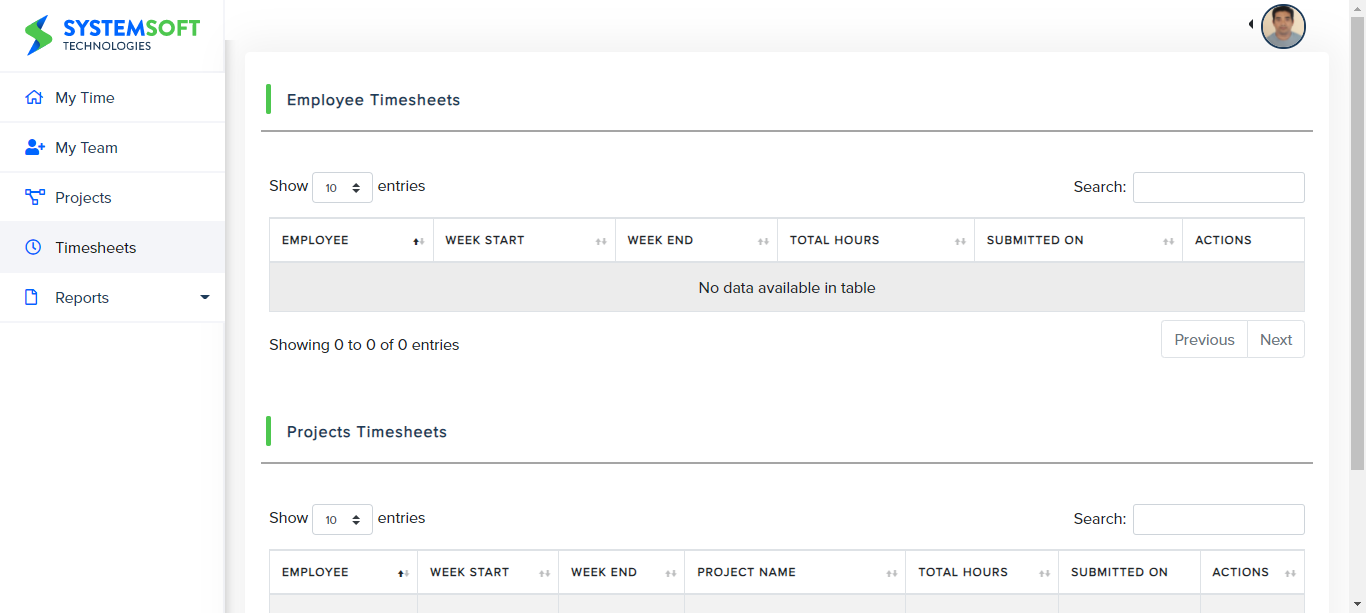 SYSTEMSOFT
TECHNOLOGIES
My Time
My Team
Projects
Timesheets
Reports
Employee Timesheets
Show 10 entries
Search:
EMPLOYEE WEEK START WEEK END TOTAL HOURS SUBMITTED ON ACTIONS
No data available in table
Showing 0 to 0 of 0 entries
Previous Next
Projects Timesheets
Show 10 entries
Search:
EMPLOYEE WEEK START WEEK END PROJECT NAME TOTAL HOURS SUBMITTED ON ACTIONS